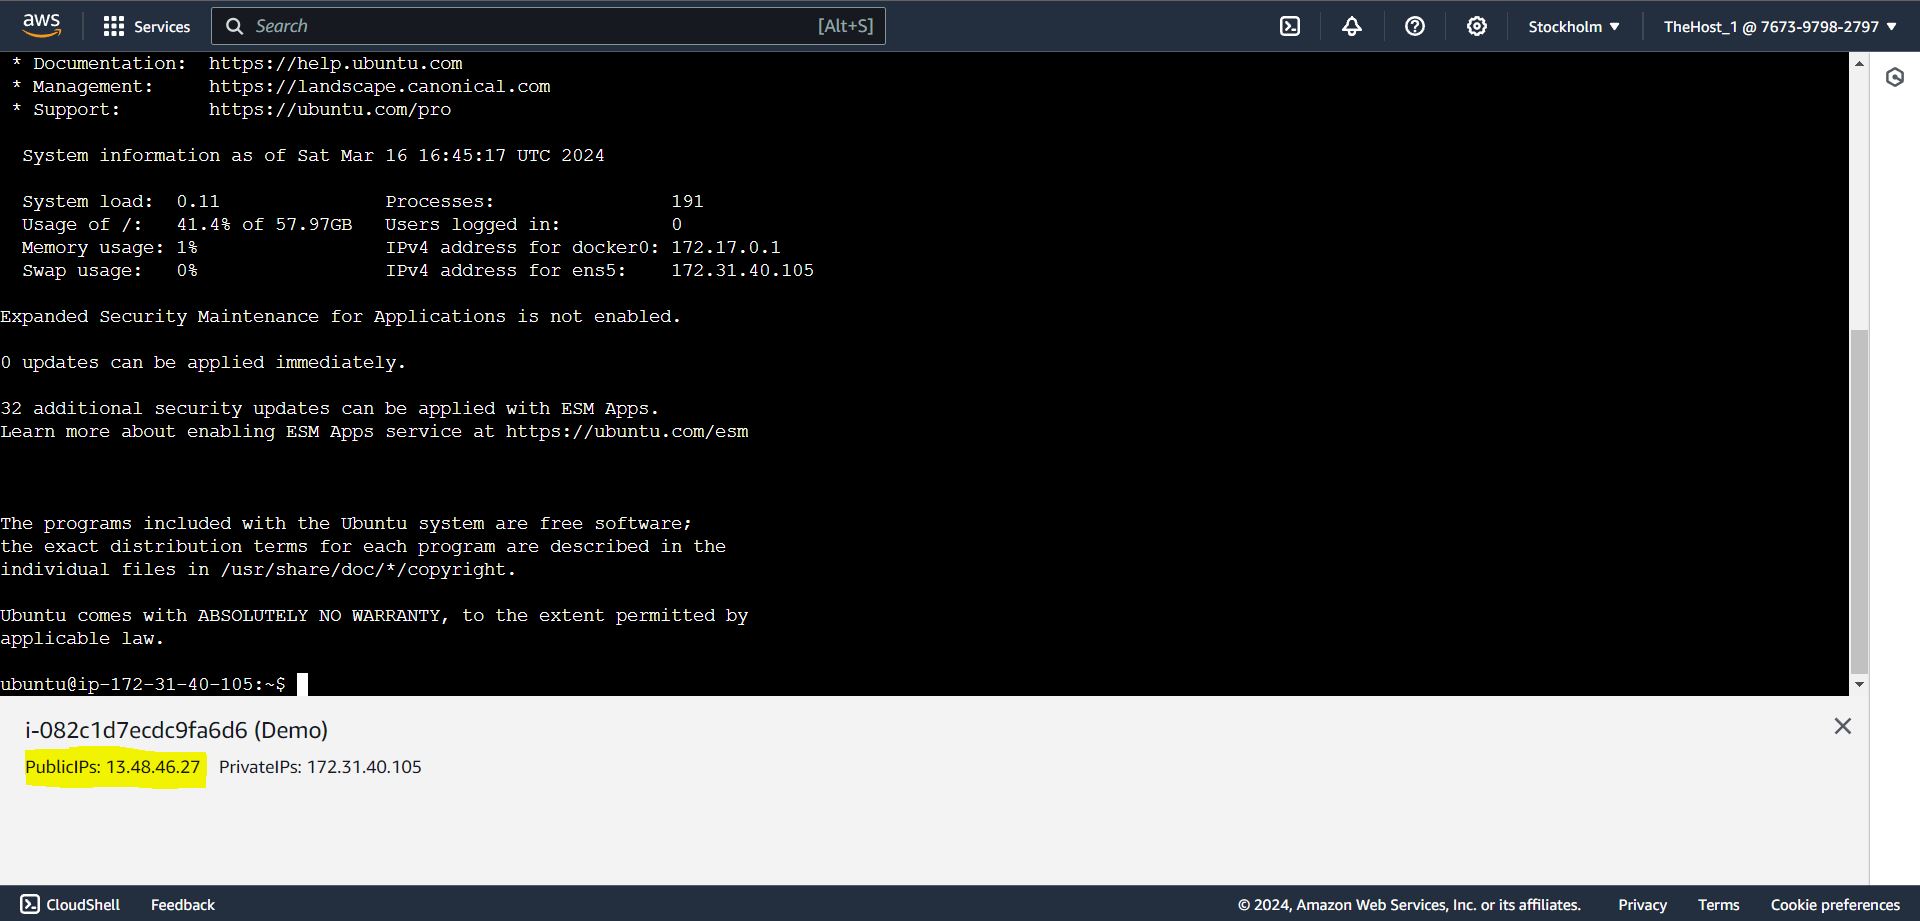 aws Services Search [Alt+S] Stockholm ▼ TheHost_1 @ 7673-9798-2797 ▼
* Documentation:  https://help.ubuntu.com
* Management:     https://landscape.canonical.com
* Support:        https://ubuntu.com/pro
System information as of Sat Mar 16 16:45:17 UTC 2024
System load:  0.11               Processes:                191
Usage of /:   41.4% of 57.97GB   Users logged in:          0
Memory usage: 1%                 IPv4 address for docker0: 172.17.0.1
Swap usage:   0%                 IPv4 address for ens5:    172.31.40.105
Expanded Security Maintenance for Applications is not enabled.
0 updates can be applied immediately.
32 additional security updates can be applied with ESM Apps.
Learn more about enabling ESM Apps service at https://ubuntu.com/esm
The programs included with the Ubuntu system are free software;
the exact distribution terms for each program are described in the
individual files in /usr/share/doc/*/copyright.
Ubuntu comes with ABSOLUTELY NO WARRANTY, to the extent permitted by
applicable law.
ubuntu@ip-172-31-40-105:~$
i-082c1d7ecdc9fa6d6 (Demo)
PublicIPs: 13.48.46.27 PrivateIPs: 172.31.40.105
CloudShell Feedback © 2024, Amazon Web Services, Inc. or its affiliates. Privacy Terms Cookie preferences